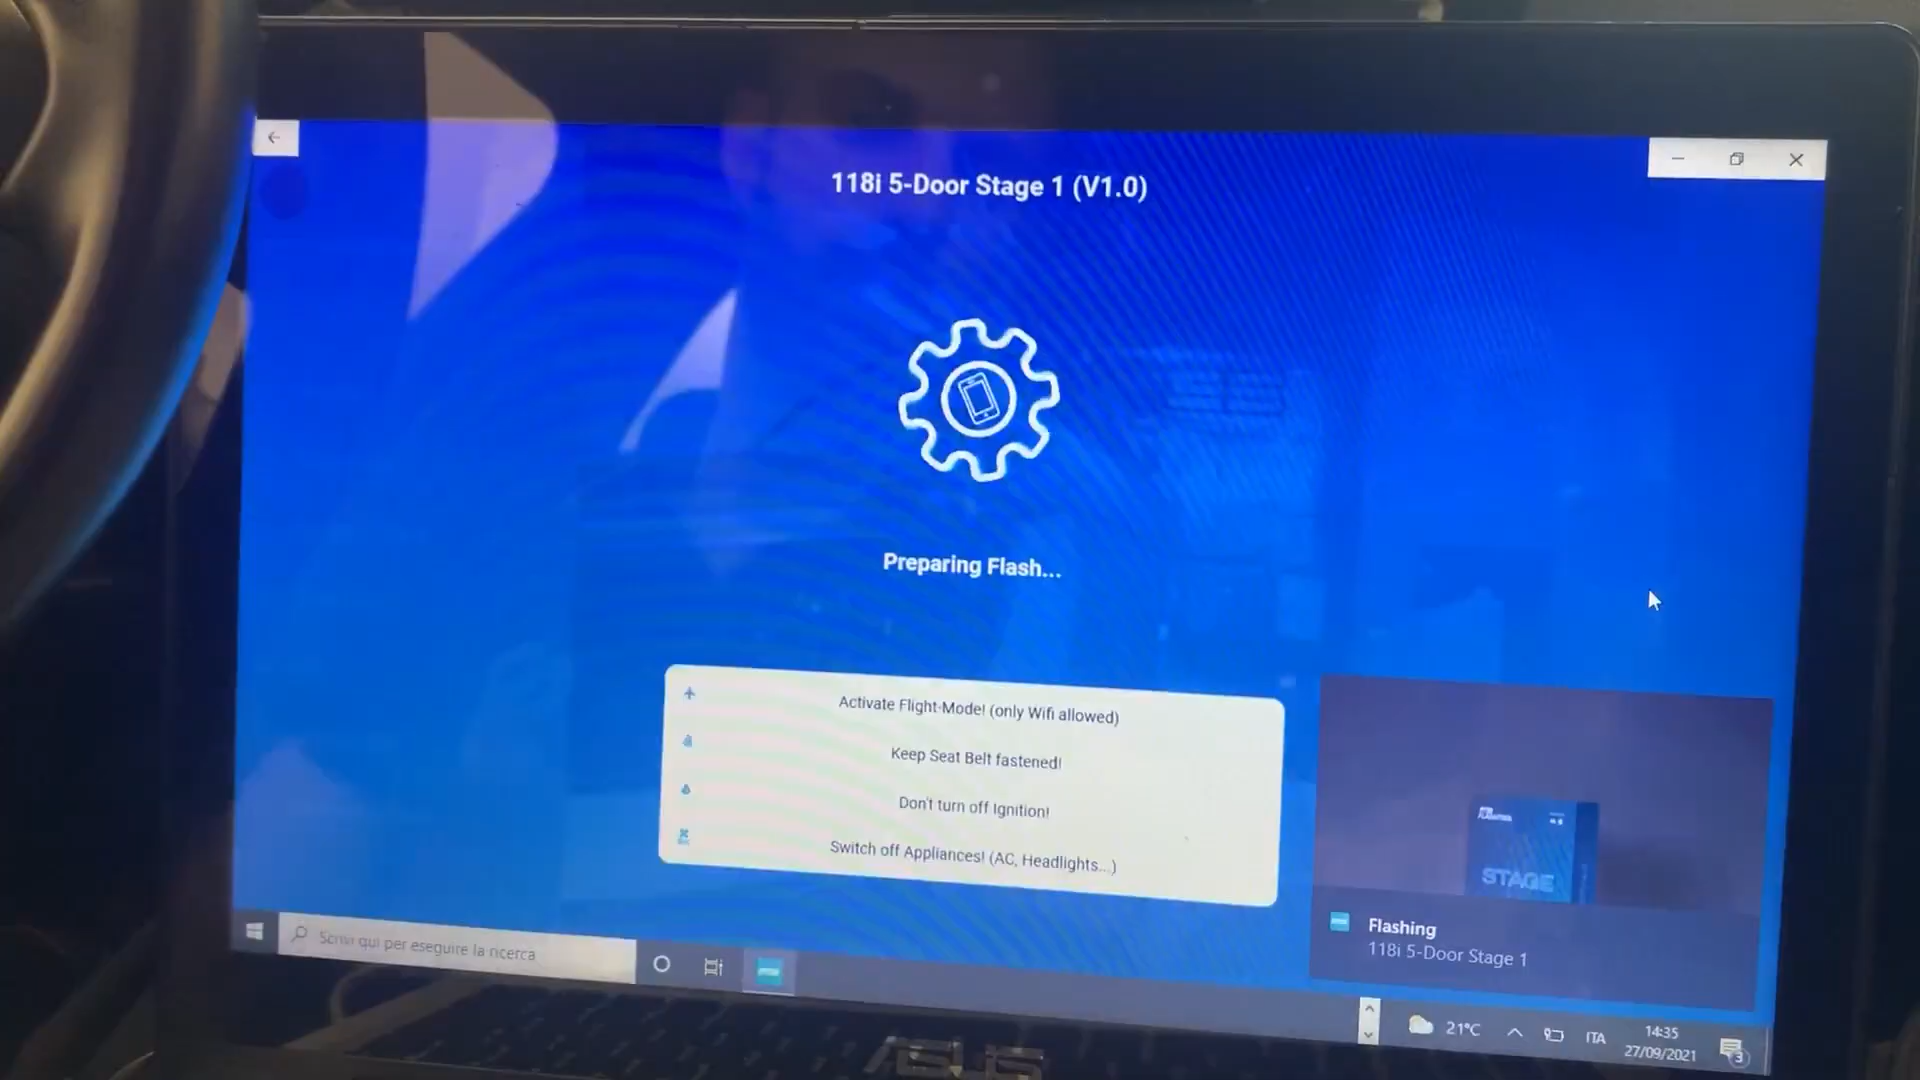 118i 5-Door Stage 1 (V1.0)
Preparing Flash...
Activate Flight-Mode! (only Wifi allowed)
Keep Seat Belt fastened!
Don't turn off Ignition!
Switch off Appliances! (AC, Headlights...)
STAGE
Flashing
118i 5-Door Stage 1
Scrivi qui per eseguire la ricerca
21°C
ITA
14:35
27/09/2021
3
ASUS